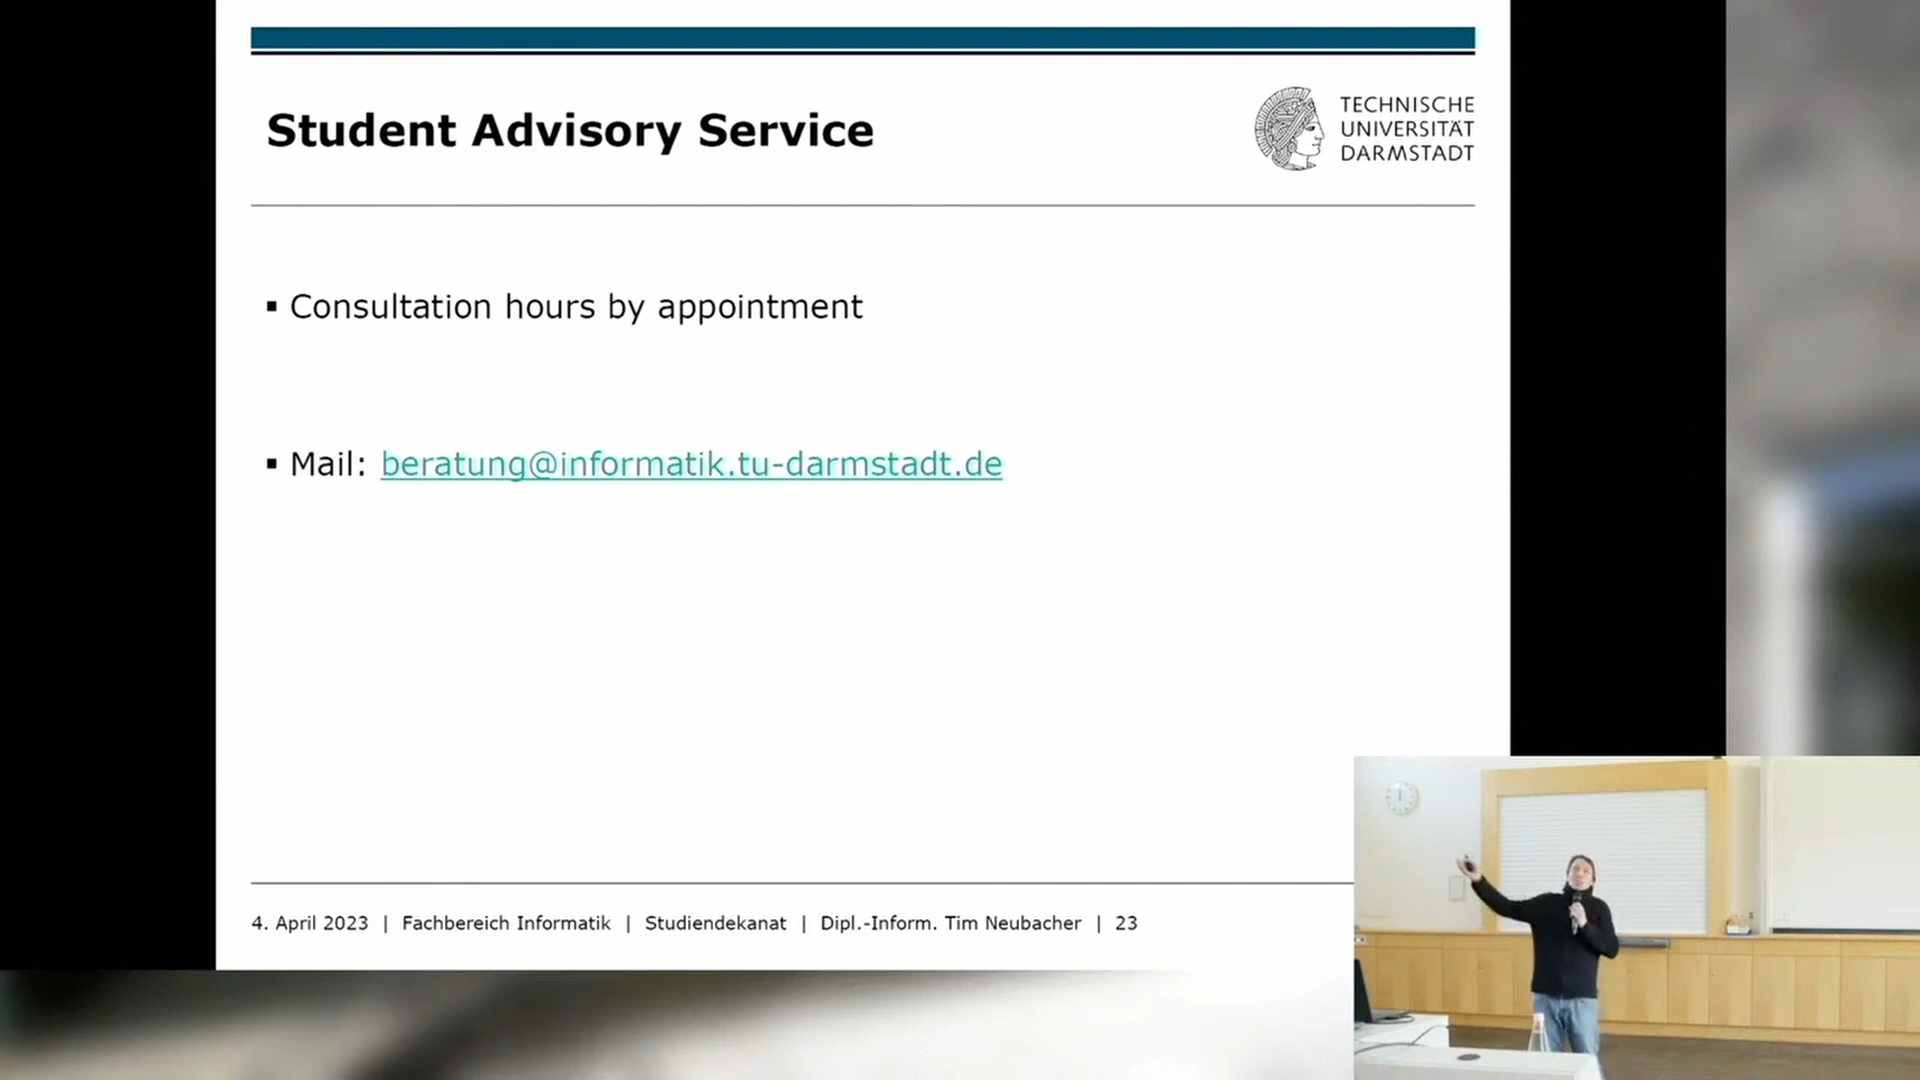 Student Advisory Service
TECHNISCHE
UNIVERSITÄT
DARMSTADT
▪ Consultation hours by appointment
▪ Mail: beratung@informatik.tu-darmstadt.de
4. April 2023 | Fachbereich Informatik | Studiendekanat | Dipl.-Inform. Tim Neubacher | 23